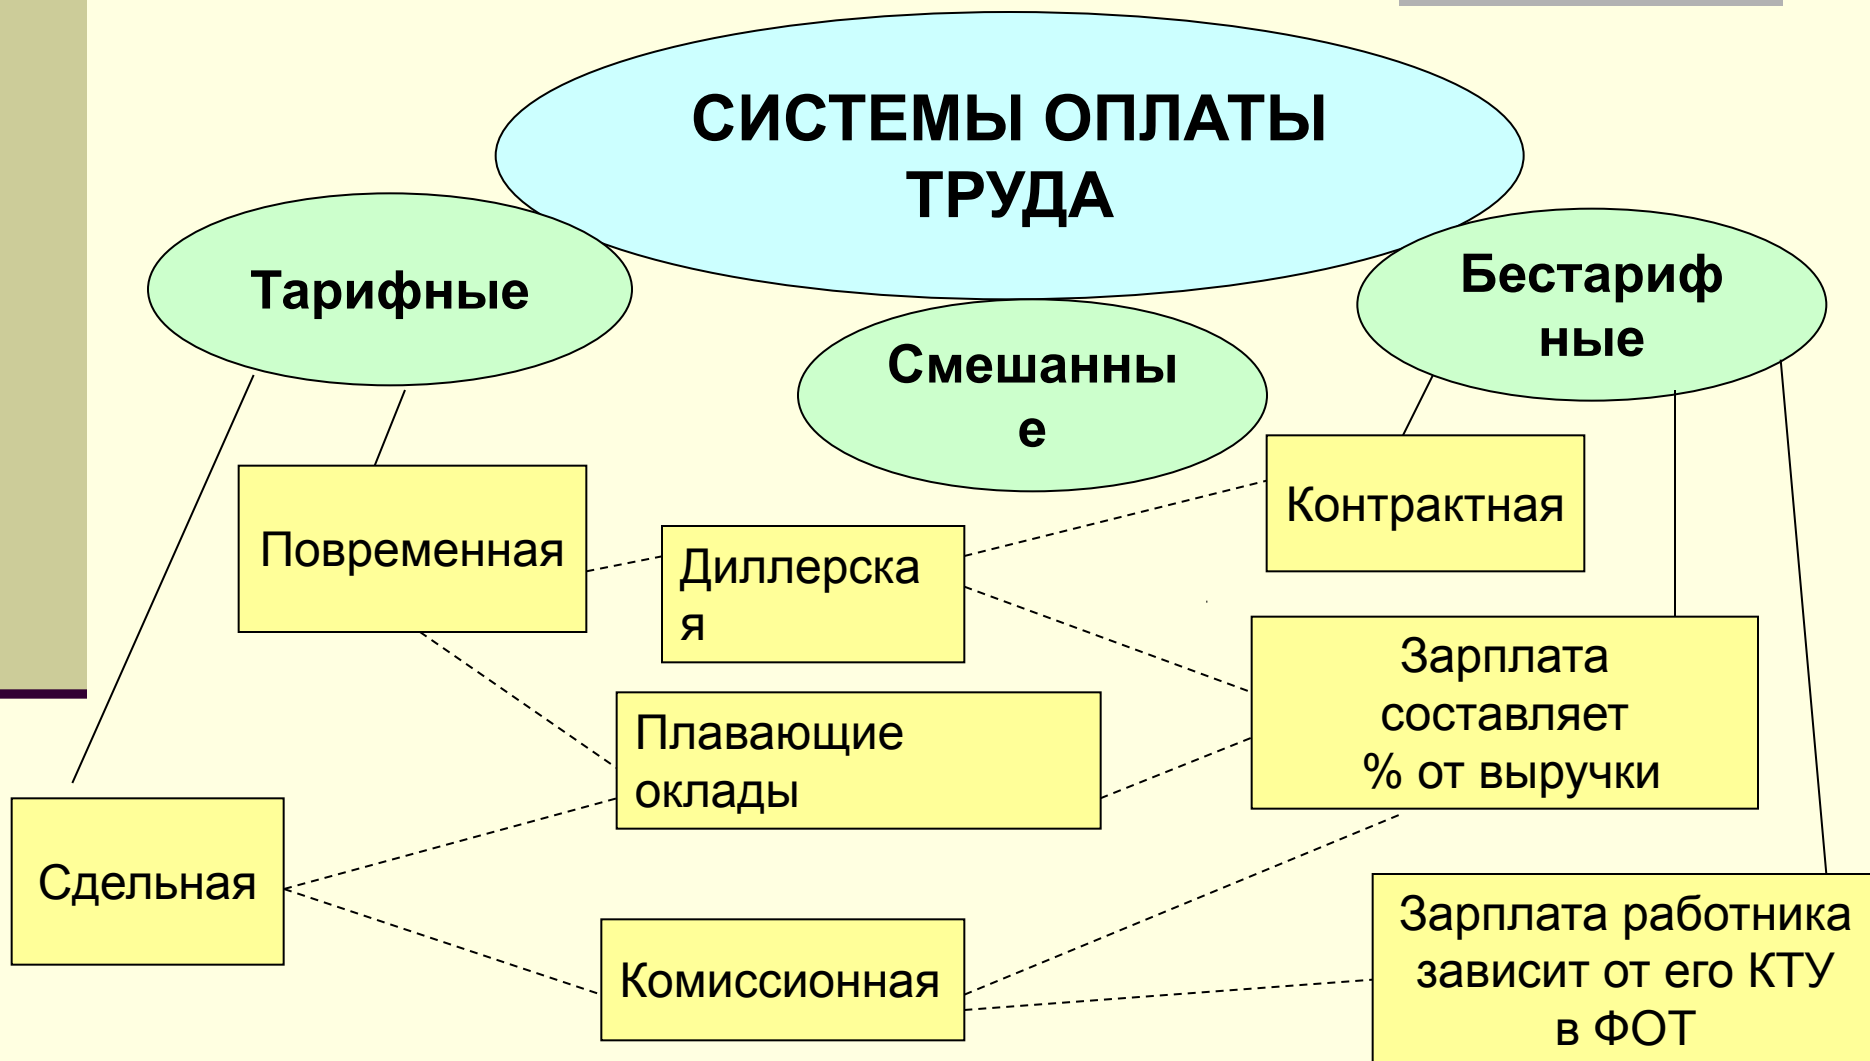 СИСТЕМЫ ОПЛАТЫ
ТРУДА
Тарифные
Бестариф
ные
Смешанны
е
Контрактная
Повременная
Диллерска
я
Зарплата
составляет
% от выручки
Плавающие
оклады
Сдельная
Зарплата работника
зависит от его КТУ
в ФОТ
Комиссионная